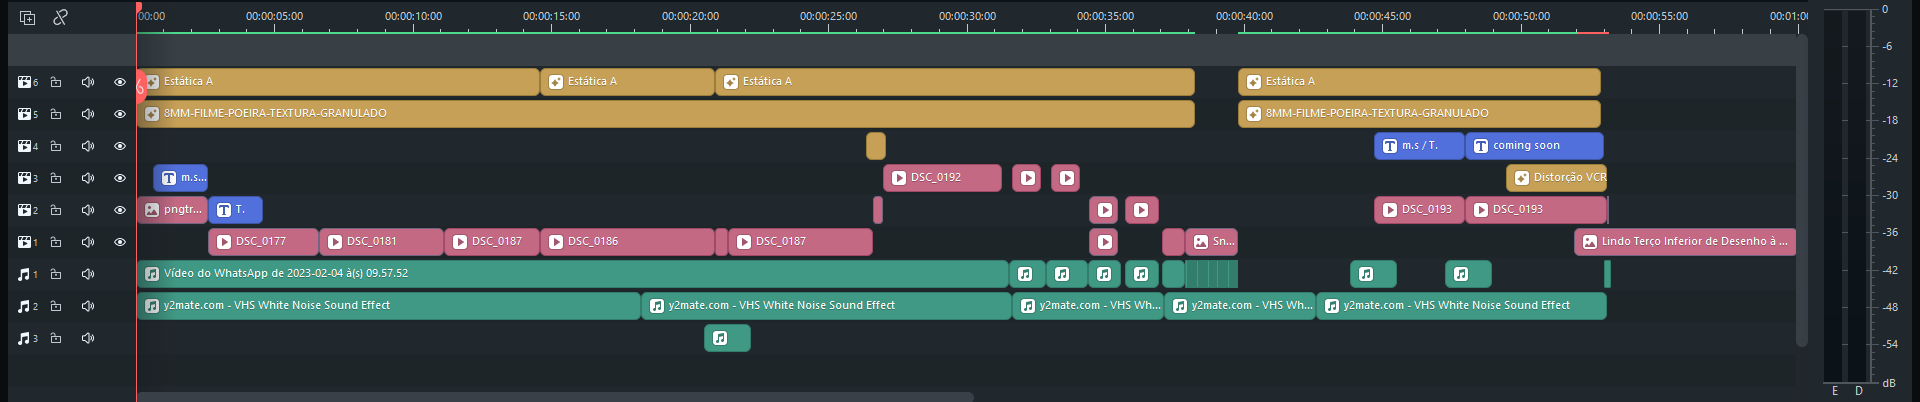 00:00 00:00:05:00 00:00:10:00 00:00:15:00 00:00:20:00 00:00:25:00 00:00:30:00 00:00:35:00 00:00:40:00 00:00:45:00 00:00:50:00 00:00:55:00 00:01:0
6 Estática A Estática A Estática A Estática A
5 8MM-FILME-POEIRA-TEXTURA-GRANULADO 8MM-FILME-POEIRA-TEXTURA-GRANULADO
4 T m.s / T. T coming soon
3 T m.s... DSC_0192 Distorção VCR
2 pngtr... T T. DSC_0193 DSC_0193
1 DSC_0177 DSC_0181 DSC_0187 DSC_0186 DSC_0187 Sn... Lindo Terço Inferior de Desenho à ...
1 Vídeo do WhatsApp de 2023-02-04 à(s) 09.57.52
2 y2mate.com - VHS White Noise Sound Effect y2mate.com - VHS White Noise Sound Effect y2mate.com - VHS Wh... y2mate.com - VHS Wh... y2mate.com - VHS White Noise Sound Effect
3
0
-6
-12
-18
-24
-30
-36
-42
-48
-54
dB
E D